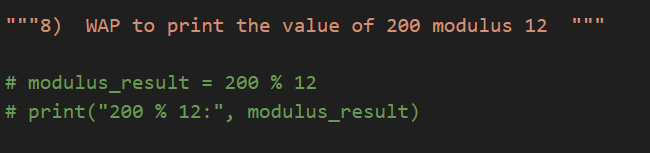 """8)  WAP to print the value of 200 modulus 12  """
# modulus_result = 200 % 12
# print("200 % 12:", modulus_result)